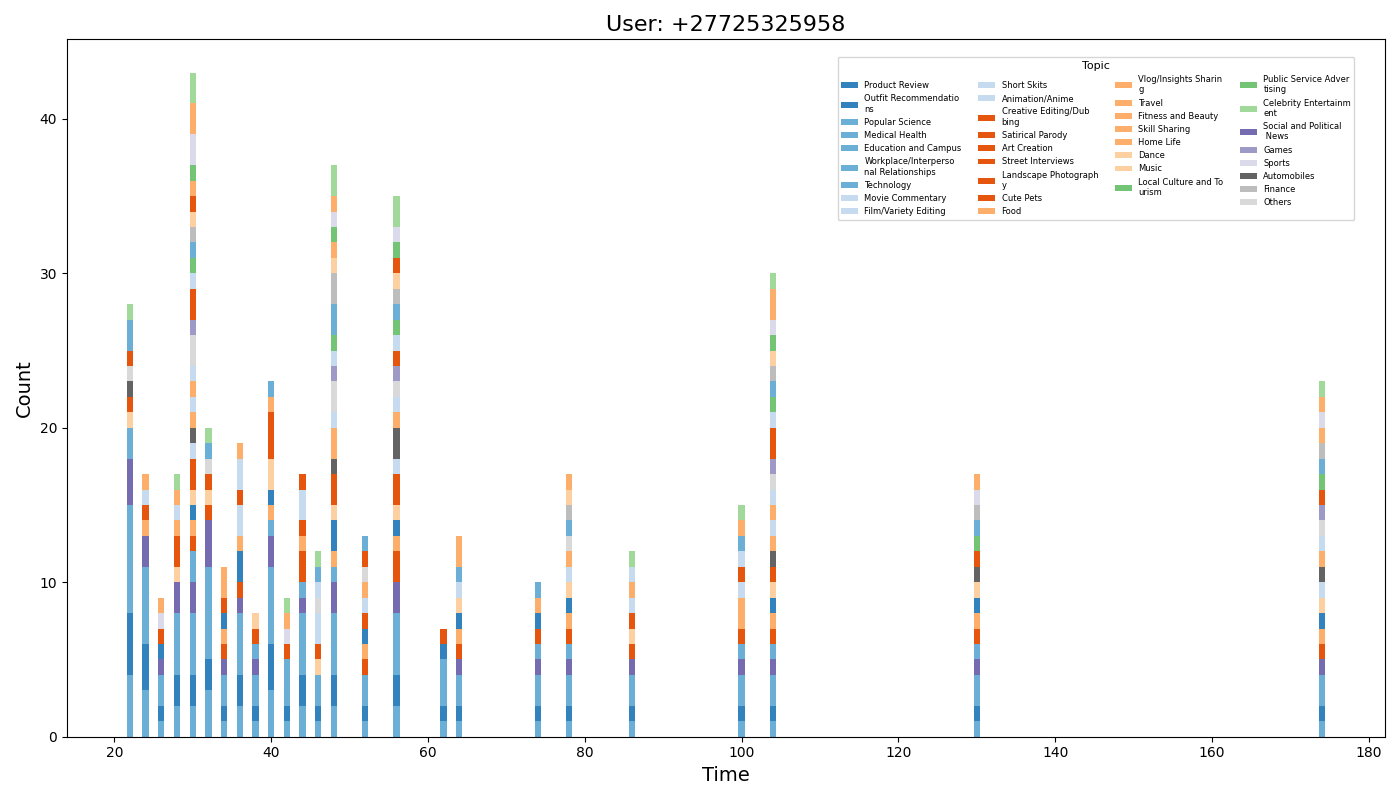 User: +27725325958
Topic
Product Review
Outfit Recommendatio
ns
Popular Science
Medical Health
Education and Campus
Workplace/Interperso
nal Relationships
Technology
Movie Commentary
Film/Variety Editing
Short Skits
Animation/Anime
Creative Editing/Dub
bing
Satirical Parody
Art Creation
Street Interviews
Landscape Photograph
y
Cute Pets
Food
Vlog/Insights Sharin
g
Travel
Fitness and Beauty
Skill Sharing
Home Life
Dance
Music
Local Culture and To
urism
Public Service Adver
tising
Celebrity Entertainm
ent
Social and Political
News
Games
Sports
Automobiles
Finance
Others
Count
40
30
20
10
0
20 40 60 80 100 120 140 160 180
Time